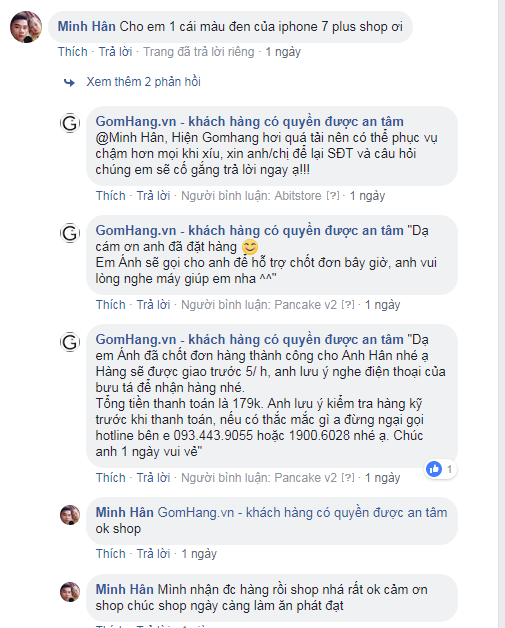 Minh Hân Cho em 1 cái màu đen của iphone 7 plus shop ơi
Thích · Trả lời · Trang đã trả lời riêng · 1 ngày
Xem thêm 2 phản hồi
GomHang.vn - khách hàng có quyền được an tâm
@Minh Hân, Hiện Gomhang hơi quá tải nên có thể phục vụ
chậm hơn mọi khi xíu, xin anh/chị để lại SĐT và câu hỏi
chúng em sẽ cố gắng trả lời ngay ạ!!!
Thích · Trả lời · Người bình luận: Abitstore [?] · 1 ngày
GomHang.vn - khách hàng có quyền được an tâm "Dạ
cám ơn anh đã đặt hàng 😊
Em Ánh sẽ gọi cho anh để hỗ trợ chốt đơn bây giờ, anh vui
lòng nghe máy giúp em nha ^^"
Thích · Trả lời · Người bình luận: Pancake v2 [?] · 1 ngày
GomHang.vn - khách hàng có quyền được an tâm "Dạ
em Ánh đã chốt đơn hàng thành công cho Anh Hân nhé ạ
Hàng sẽ được giao trước 5/ h, anh lưu ý nghe điện thoại của
bưu tá để nhận hàng nhé.
Tổng tiền thanh toán là 179k. Anh lưu ý kiểm tra hàng kỹ
trước khi thanh toán, nếu có thắc mắc gì a đừng ngại gọi
hotline bên e 093.443.9055 hoặc 1900.6028 nhé ạ. Chúc
anh 1 ngày vui vẻ"
1
Thích · Trả lời · Người bình luận: Pancake v2 [?] · 1 ngày
Minh Hân GomHang.vn - khách hàng có quyền được an tâm
ok shop
Thích · Trả lời · 1 ngày
Minh Hân Mình nhận đc hàng rồi shop nhá rất ok cảm ơn
shop chúc shop ngày càng làm ăn phát đạt
Thích · Trả lời · 1 ngày